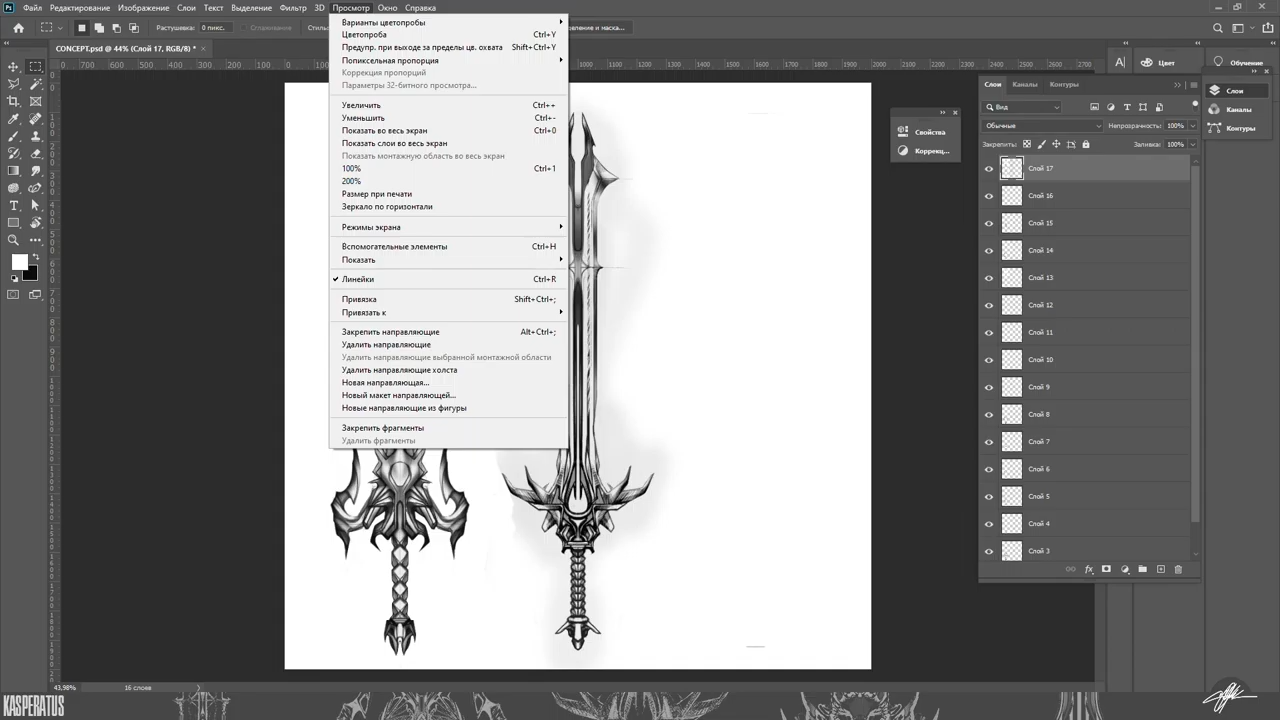 Файл Редактирование Изображение Слои Текст Выделение Фильтр 3D Просмотр Окно Справка
Растушевка: 0 пикс. Сглаживание Стиль:
CONCEPT.psd @ 44% (Слой 17, RGB/8) * ×
Варианты цветопробы
Цветопроба Ctrl+Y
Предупр. при выходе за пределы цв. охвата Shift+Ctrl+Y
Попиксельная пропорция
Коррекция пропорций
Параметры 32-битного просмотра...
Увеличить Ctrl++
Уменьшить Ctrl+-
Показать во весь экран Ctrl+0
Показать слои во весь экран
Показать монтажную область во весь экран
100% Ctrl+1
200%
Размер при печати
Зеркало по горизонтали
Режимы экрана
Вспомогательные элементы Ctrl+H
Показать
Линейки Ctrl+R
Привязка Shift+Ctrl+;
Привязать к
Закрепить направляющие Alt+Ctrl+;
Удалить направляющие
Удалить направляющие выбранной монтажной области
Удалить направляющие холста
Новая направляющая...
Новый макет направляющей...
Новые направляющие из фигуры
Закрепить фрагменты
Удалить фрагменты
Свойства
Коррекц...
Цвет
Обучение
Слои
Каналы
Контуры
Слои Каналы Контуры
Вид
Обычные Непрозрачность: 100%
Закрепить: Заливка: 100%
Слой 17
Слой 16
Слой 15
Слой 14
Слой 13
Слой 12
Слой 11
Слой 10
Слой 9
Слой 8
Слой 7
Слой 6
Слой 5
Слой 4
Слой 3
43,98% 16 слоев
KASPERATUS